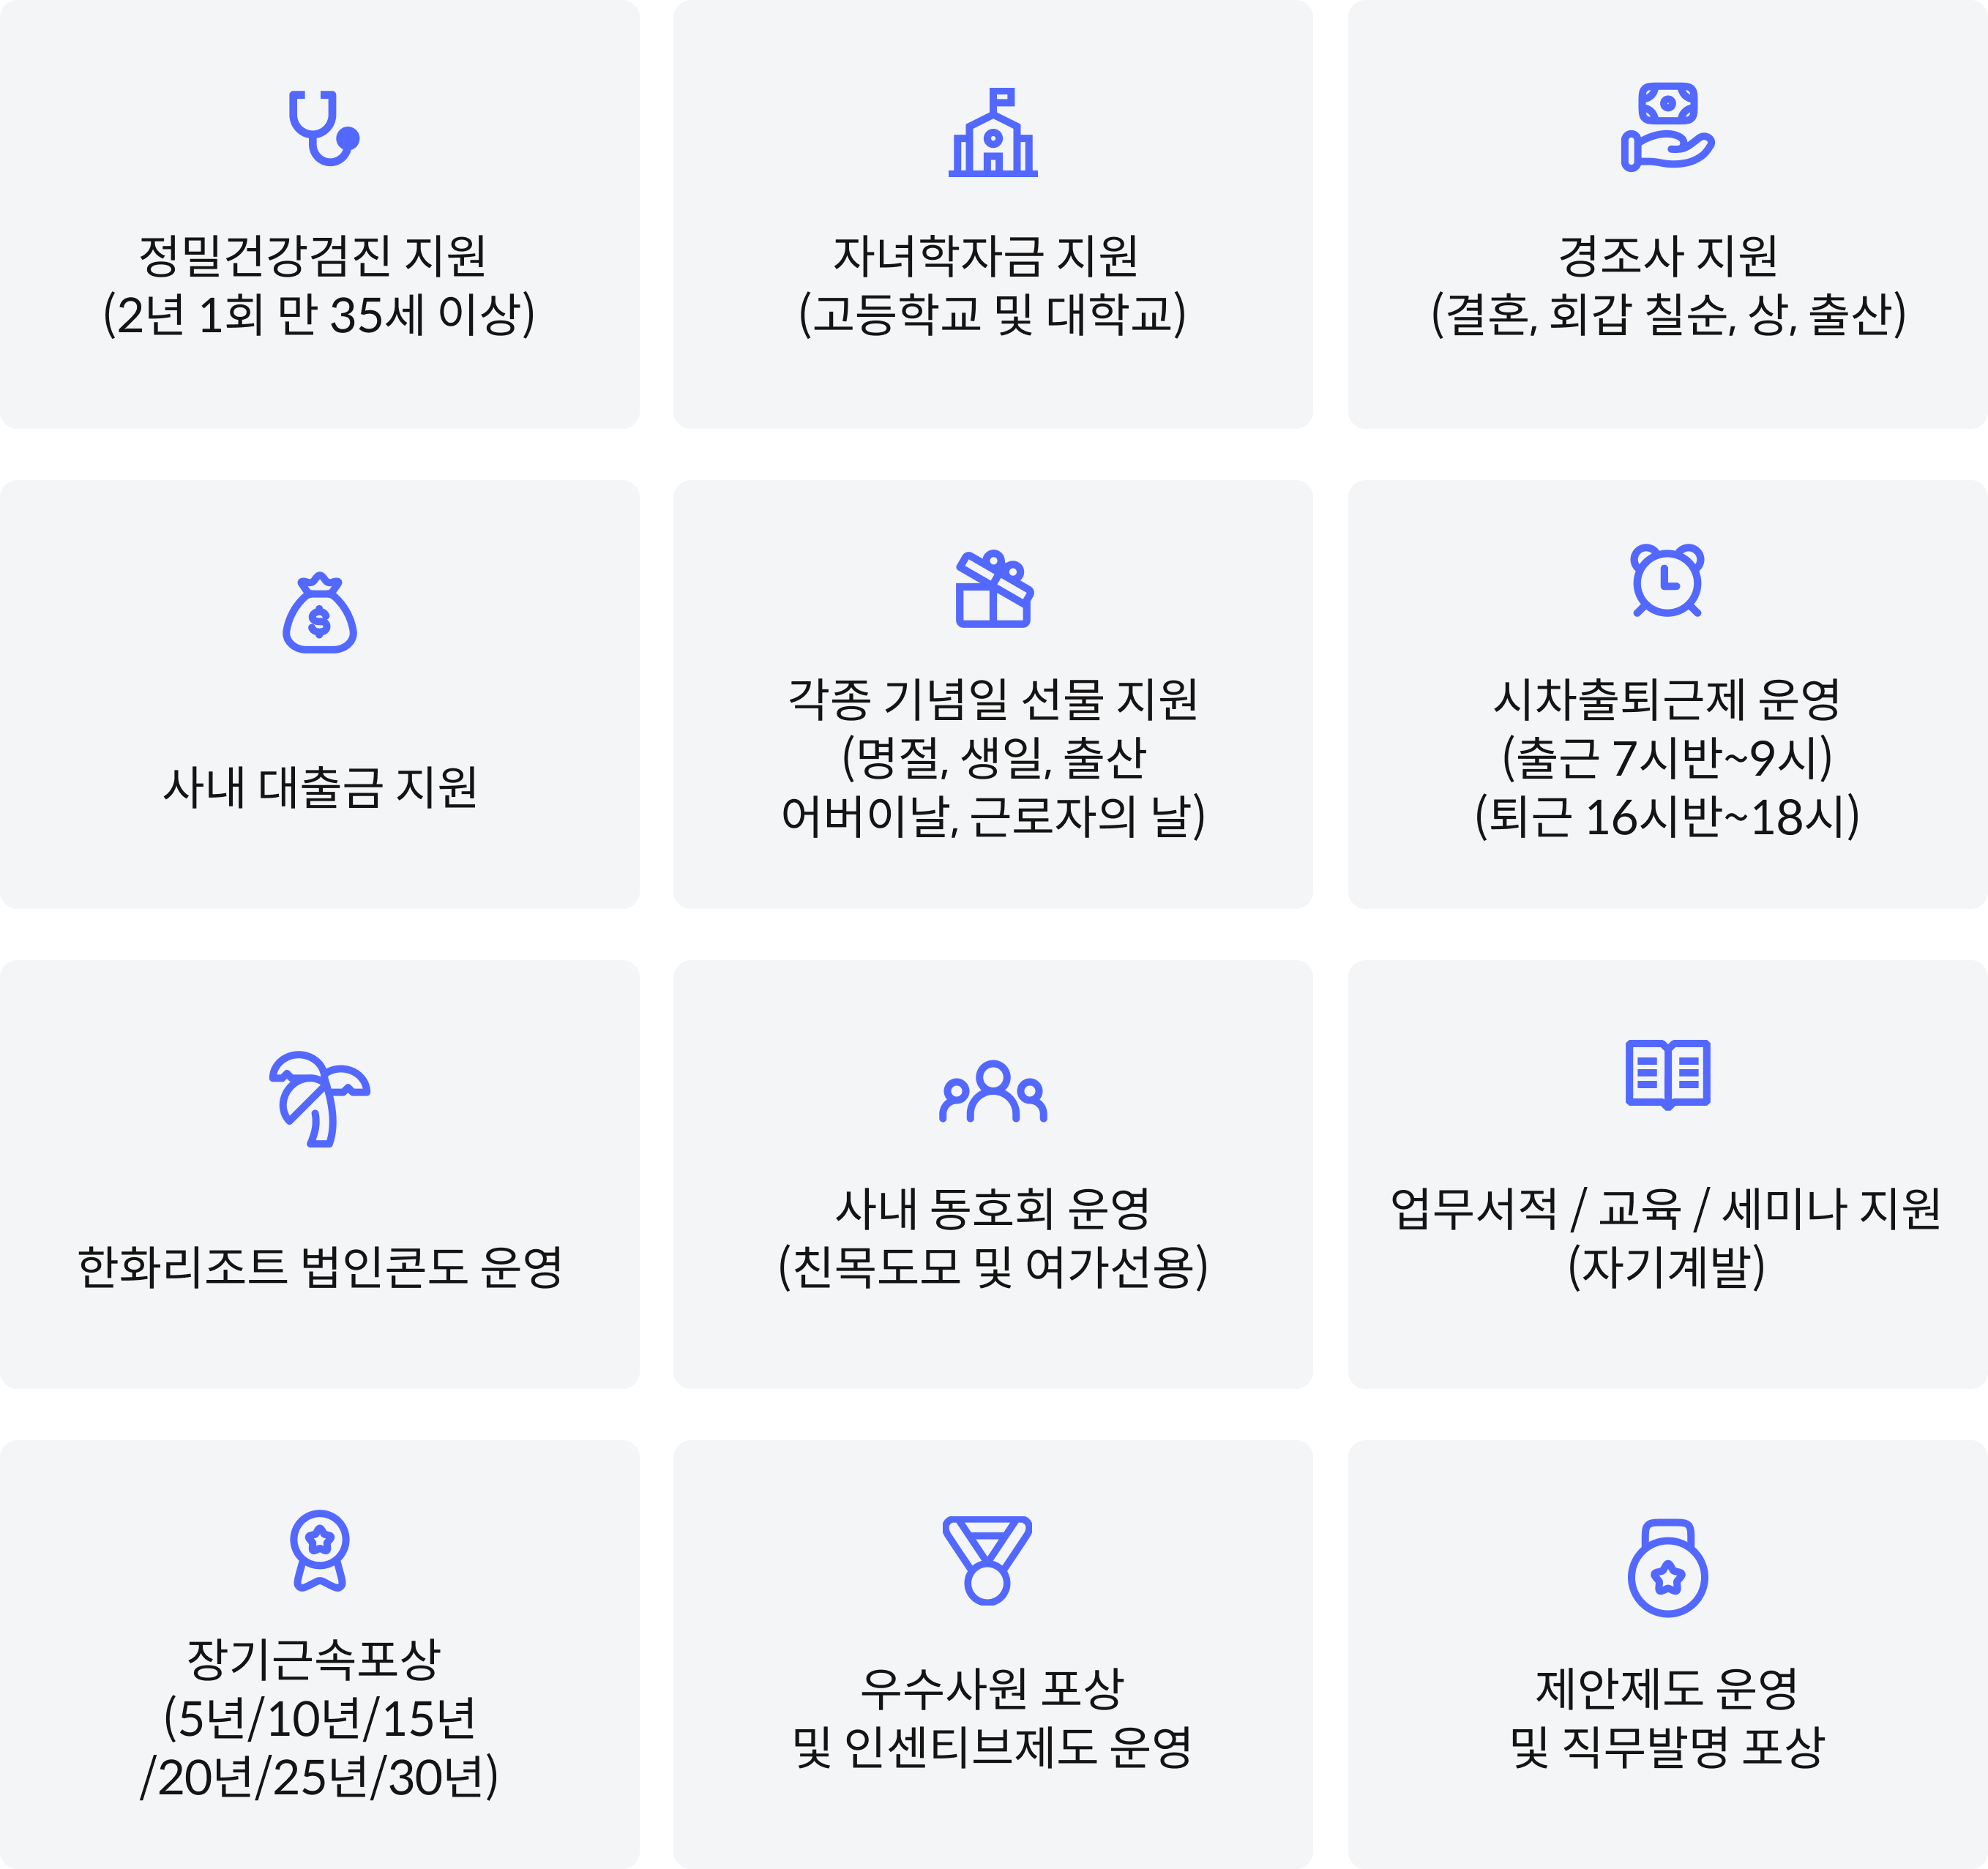 정밀건강검진 지원
(2년 1회 만 35세 이상)
자녀학자금 지원
(고등학교 및 대학교)
경조사 지원
(결혼, 회갑 칠순, 상, 출산)
사내 대출금 지원
각종 기념일 선물 지원
(명절, 생일, 출산
어버이날, 근로자의 날)
시차출퇴근제 운영
(출근 7시반~9시)
(퇴근 16시반~18시)
한화리조트 법인콘도 운영
사내 동호회 운영
(친목도모 및 여가선용)
업무서적 / 교육 / 세미나 지원
(자기계발)
장기근속포상
(5년/10년/15년
/20년/25년/30년)
우수사원 포상
및 인센티브제도 운영
제안제도 운영
및 직무발명 포상